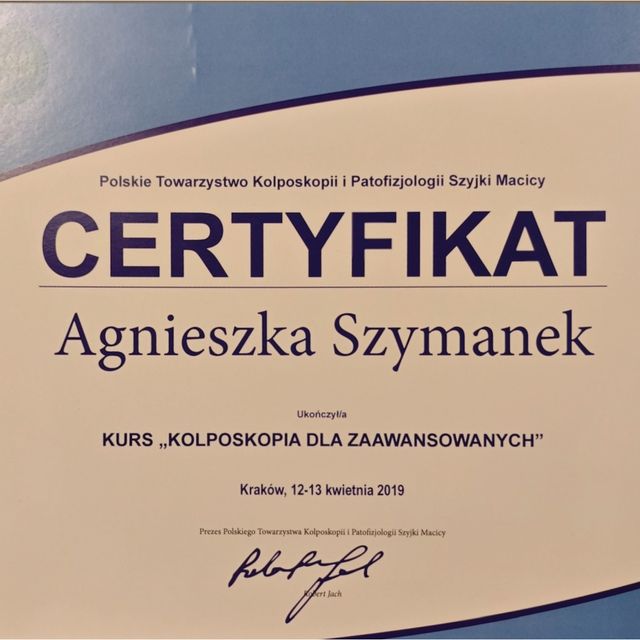 Polskie Towarzystwo Kolposkopii i Patofizjologii Szyjki Macicy
CERTYFIKAT
Agnieszka Szymanek
Ukończył/a
KURS „KOLPOSKOPIA DLA ZAAWANSOWANYCH”
Kraków, 12-13 kwietnia 2019
Prezes Polskiego Towarzystwa Kolposkopii i Patofizjologii Szyjki Macicy
Robert Jach